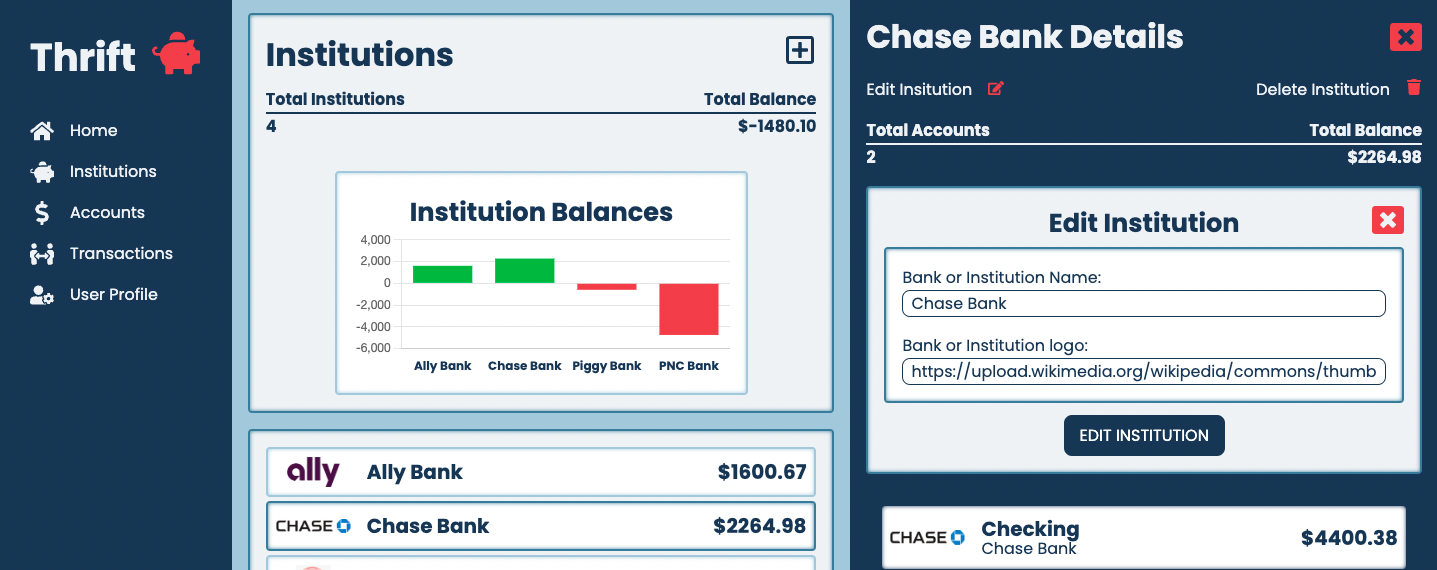 Thrift
Home
Institutions
Accounts
Transactions
User Profile
Institutions
Total Institutions Total Balance
4 $-1480.10
Institution Balances
4,000
2,000
0
-2,000
-4,000
-6,000
Ally Bank Chase Bank Piggy Bank PNC Bank
ally Ally Bank $1600.67
CHASE Chase Bank $2264.98
Chase Bank Details
Edit Insitution Delete Institution
Total Accounts Total Balance
2 $2264.98
Edit Institution
Bank or Institution Name:
Chase Bank
Bank or Institution logo:
https://upload.wikimedia.org/wikipedia/commons/thumb
EDIT INSTITUTION
CHASE Checking $4400.38
Chase Bank